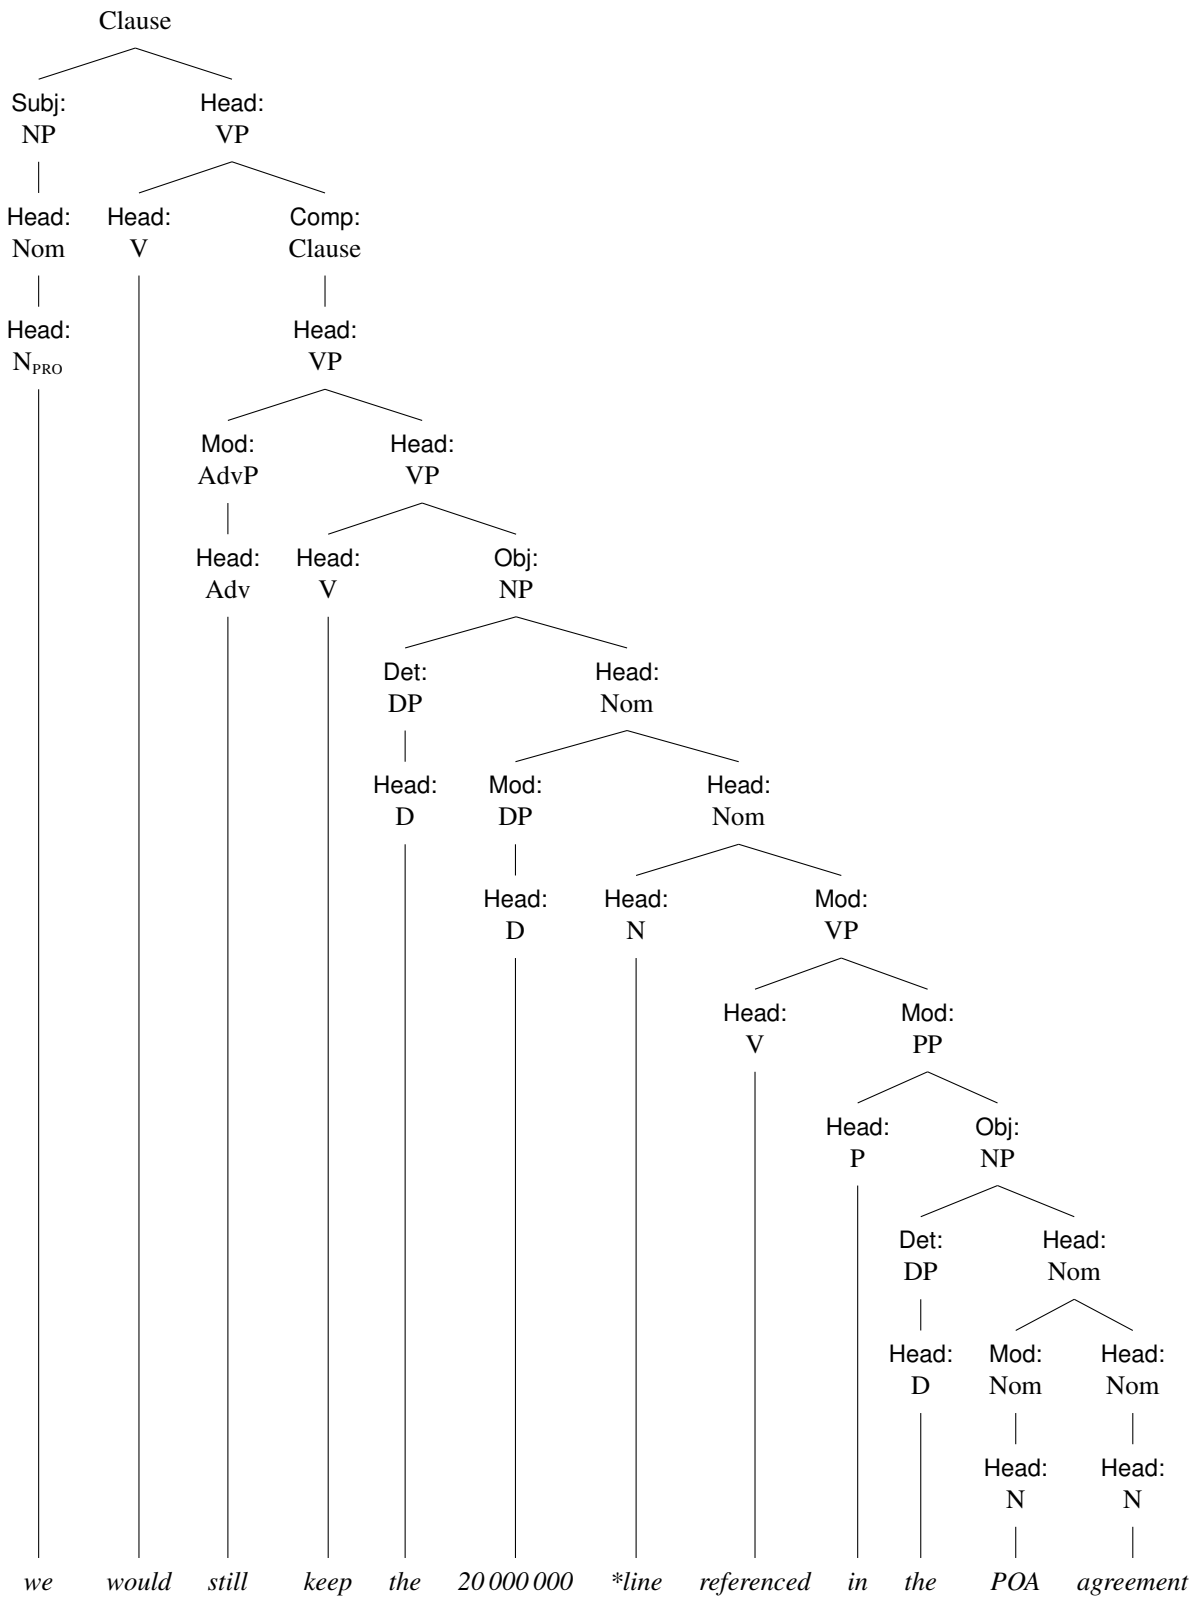 Clause
Subj: Head:
NP VP
Head: Head: Comp:
Nom V Clause
Head: Head:
N_PRO VP
Mod: Head:
AdvP VP
Head: Head: Obj:
Adv V NP
Det: Head:
DP Nom
Head: Mod: Head:
D DP Nom
Head: Head: Mod:
D N VP
Head: Mod:
V PP
Head: Obj:
P NP
Det: Head:
DP Nom
Head: Mod: Head:
D Nom Nom
Head: Head:
N N
we would still keep the 20 000 000 *line referenced in the POA agreement